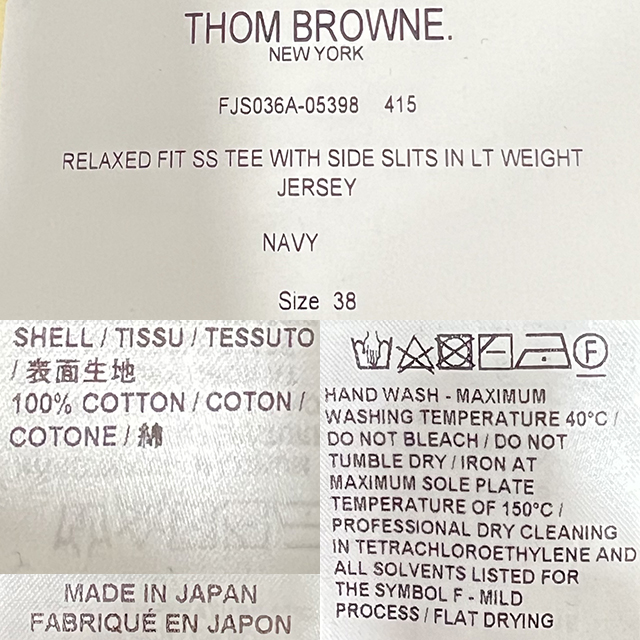 THOM BROWNE.
NEW YORK
FJS036A-05398 415
RELAXED FIT SS TEE WITH SIDE SLITS IN LT WEIGHT
JERSEY
NAVY
Size 38
SHELL / TISSU / TESSUTO
/ 表面生地
100% COTTON / COTON /
COTONE / 綿
MADE IN JAPAN
FABRIQUÉ EN JAPON
F
HAND WASH - MAXIMUM
WASHING TEMPERATURE 40°C /
DO NOT BLEACH / DO NOT
TUMBLE DRY / IRON AT
MAXIMUM SOLE PLATE
TEMPERATURE OF 150°C /
PROFESSIONAL DRY CLEANING
IN TETRACHLOROETHYLENE AND
ALL SOLVENTS LISTED FOR
THE SYMBOL F - MILD
PROCESS / FLAT DRYING